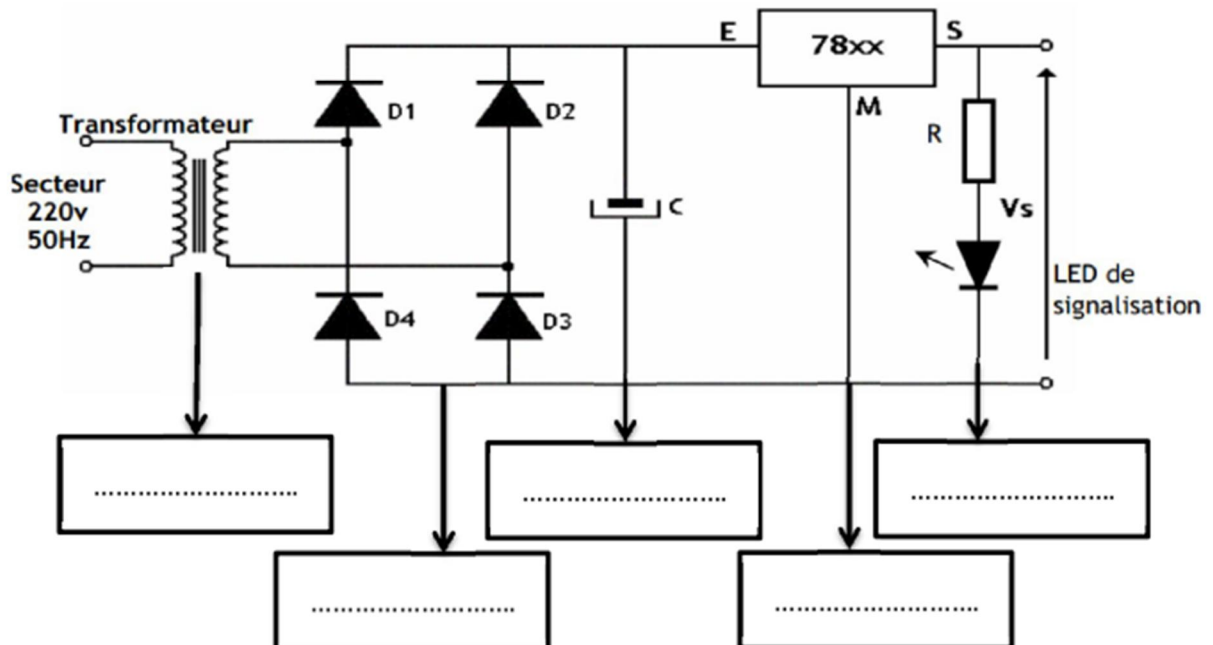 E
78xx
S
M
D1
D2
Transformateur
R
Secteur
220v
50Hz
C
Vs
LED de
signalisation
D4
D3
............................
............................
............................
............................
............................